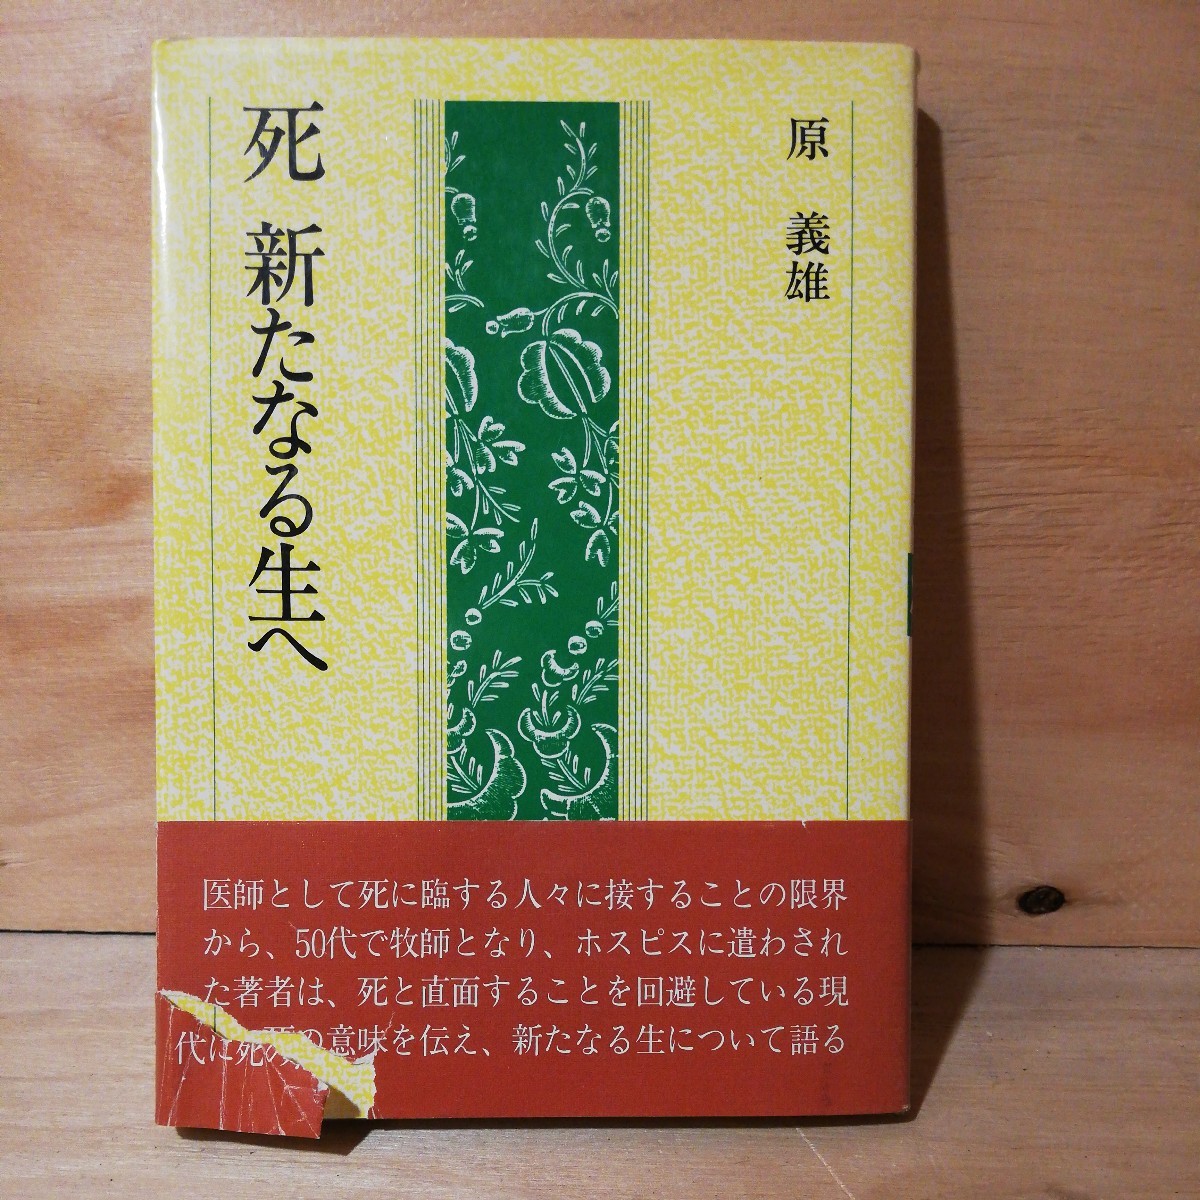 原 義雄
死 新たなる生へ
医師として死に臨する人々に接することの限界
から、50代で牧師となり、ホスピスに遣わされ
た著者は、死と直面することを回避している現
代に死の意味を伝え、新たなる生について語る